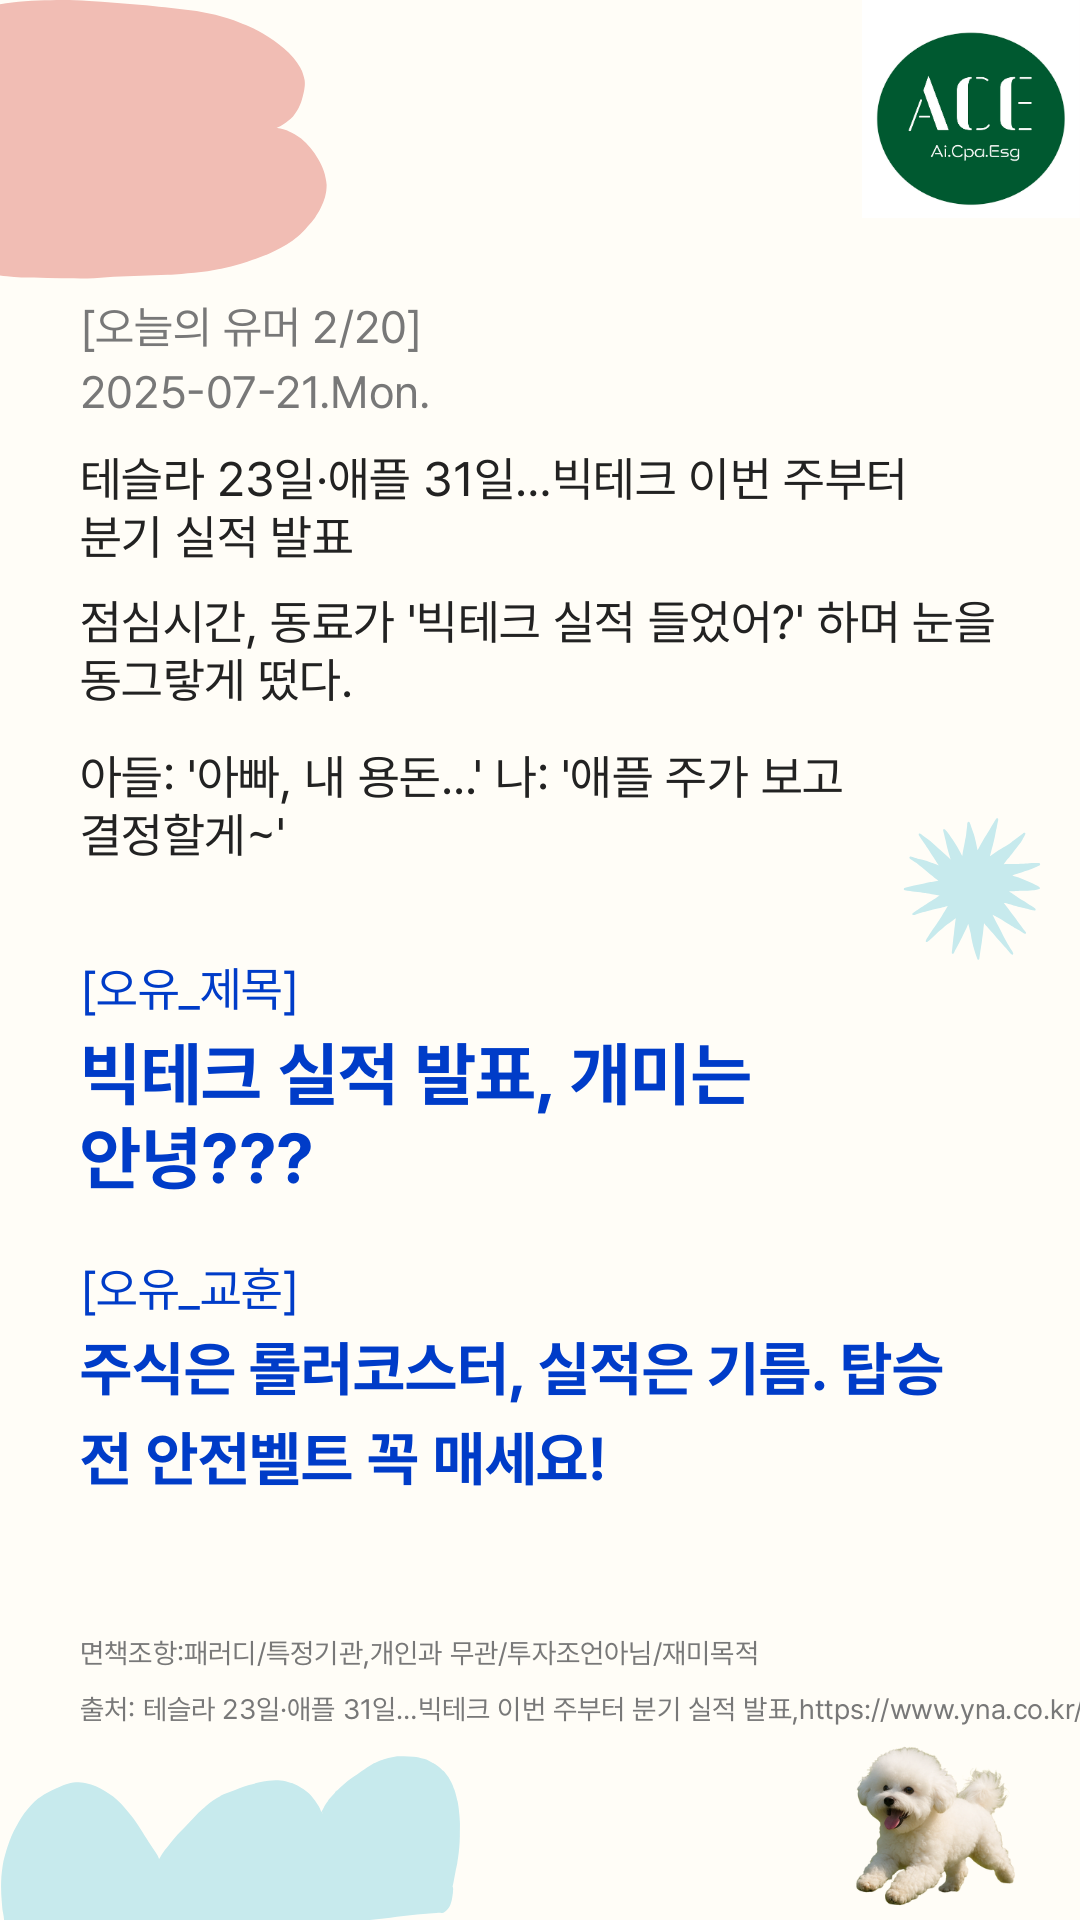 ACE
Ai.Cpa.Esg
[오늘의 유머 2/20]
2025-07-21.Mon.
테슬라 23일·애플 31일...빅테크 이번 주부터
분기 실적 발표
점심시간, 동료가 '빅테크 실적 들었어?' 하며 눈을
동그랗게 떴다.
아들: '아빠, 내 용돈...' 나: '애플 주가 보고
결정할게~'
[오유_제목]
빅테크 실적 발표, 개미는
안녕???
[오유_교훈]
주식은 롤러코스터, 실적은 기름. 탑승
전 안전벨트 꼭 매세요!
면책조항:패러디/특정기관,개인과 무관/투자조언아님/재미목적
출처: 테슬라 23일·애플 31일...빅테크 이번 주부터 분기 실적 발표,https://www.yna.co.kr/